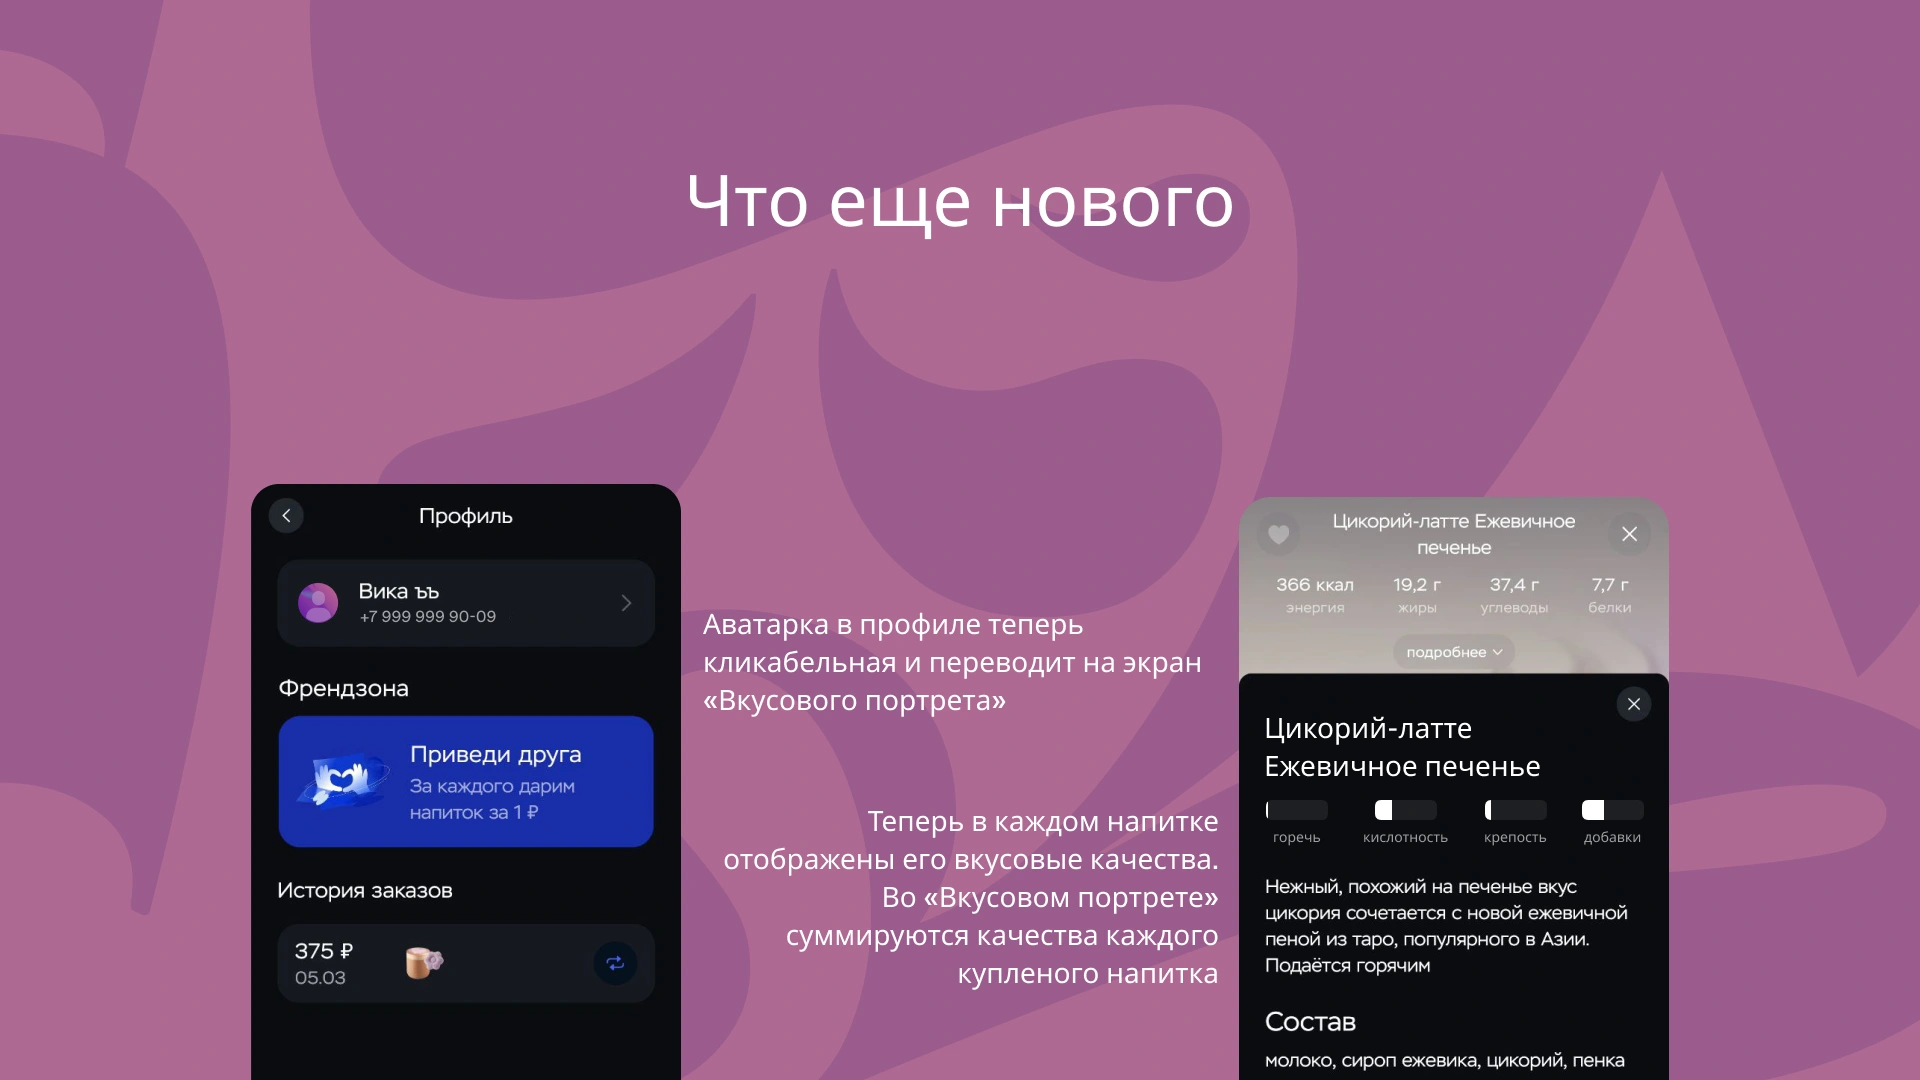 Что еще нового
Профиль
Вика ъъ
+7 999 999 90-09
Френдзона
Приведи друга
За каждого дарим
напиток за 1 ₽
История заказов
375 ₽
05.03
Аватарка в профиле теперь
кликабельная и переводит на экран
«Вкусового портрета»
Теперь в каждом напитке
отображены его вкусовые качества.
Во «Вкусовом портрете»
суммируются качества каждого
купленого напитка
Цикорий-латте Ежевичное
печенье
366 ккал 19,2 г 37,4 г 7,7 г
энергия жиры углеводы белки
подробнее
Цикорий-латте
Ежевичное печенье
горечь кислотность крепость добавки
Нежный, похожий на печенье вкус
цикория сочетается с новой ежевичной
пеной из таро, популярного в Азии.
Подаётся горячим
Состав
молоко, сироп ежевика, цикорий, пенка